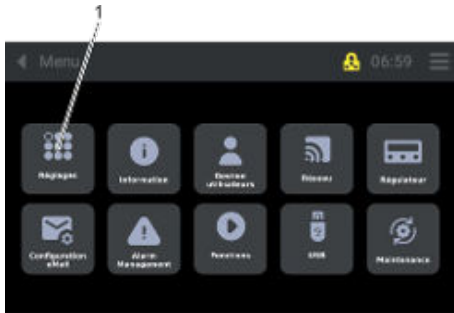 1
Menu
06:59
Réglages
Information
Gestion
utilisateurs
Réseau
Régulateur
Configuration
eMail
Alarm
Management
Fonctions
USB
Maintenance